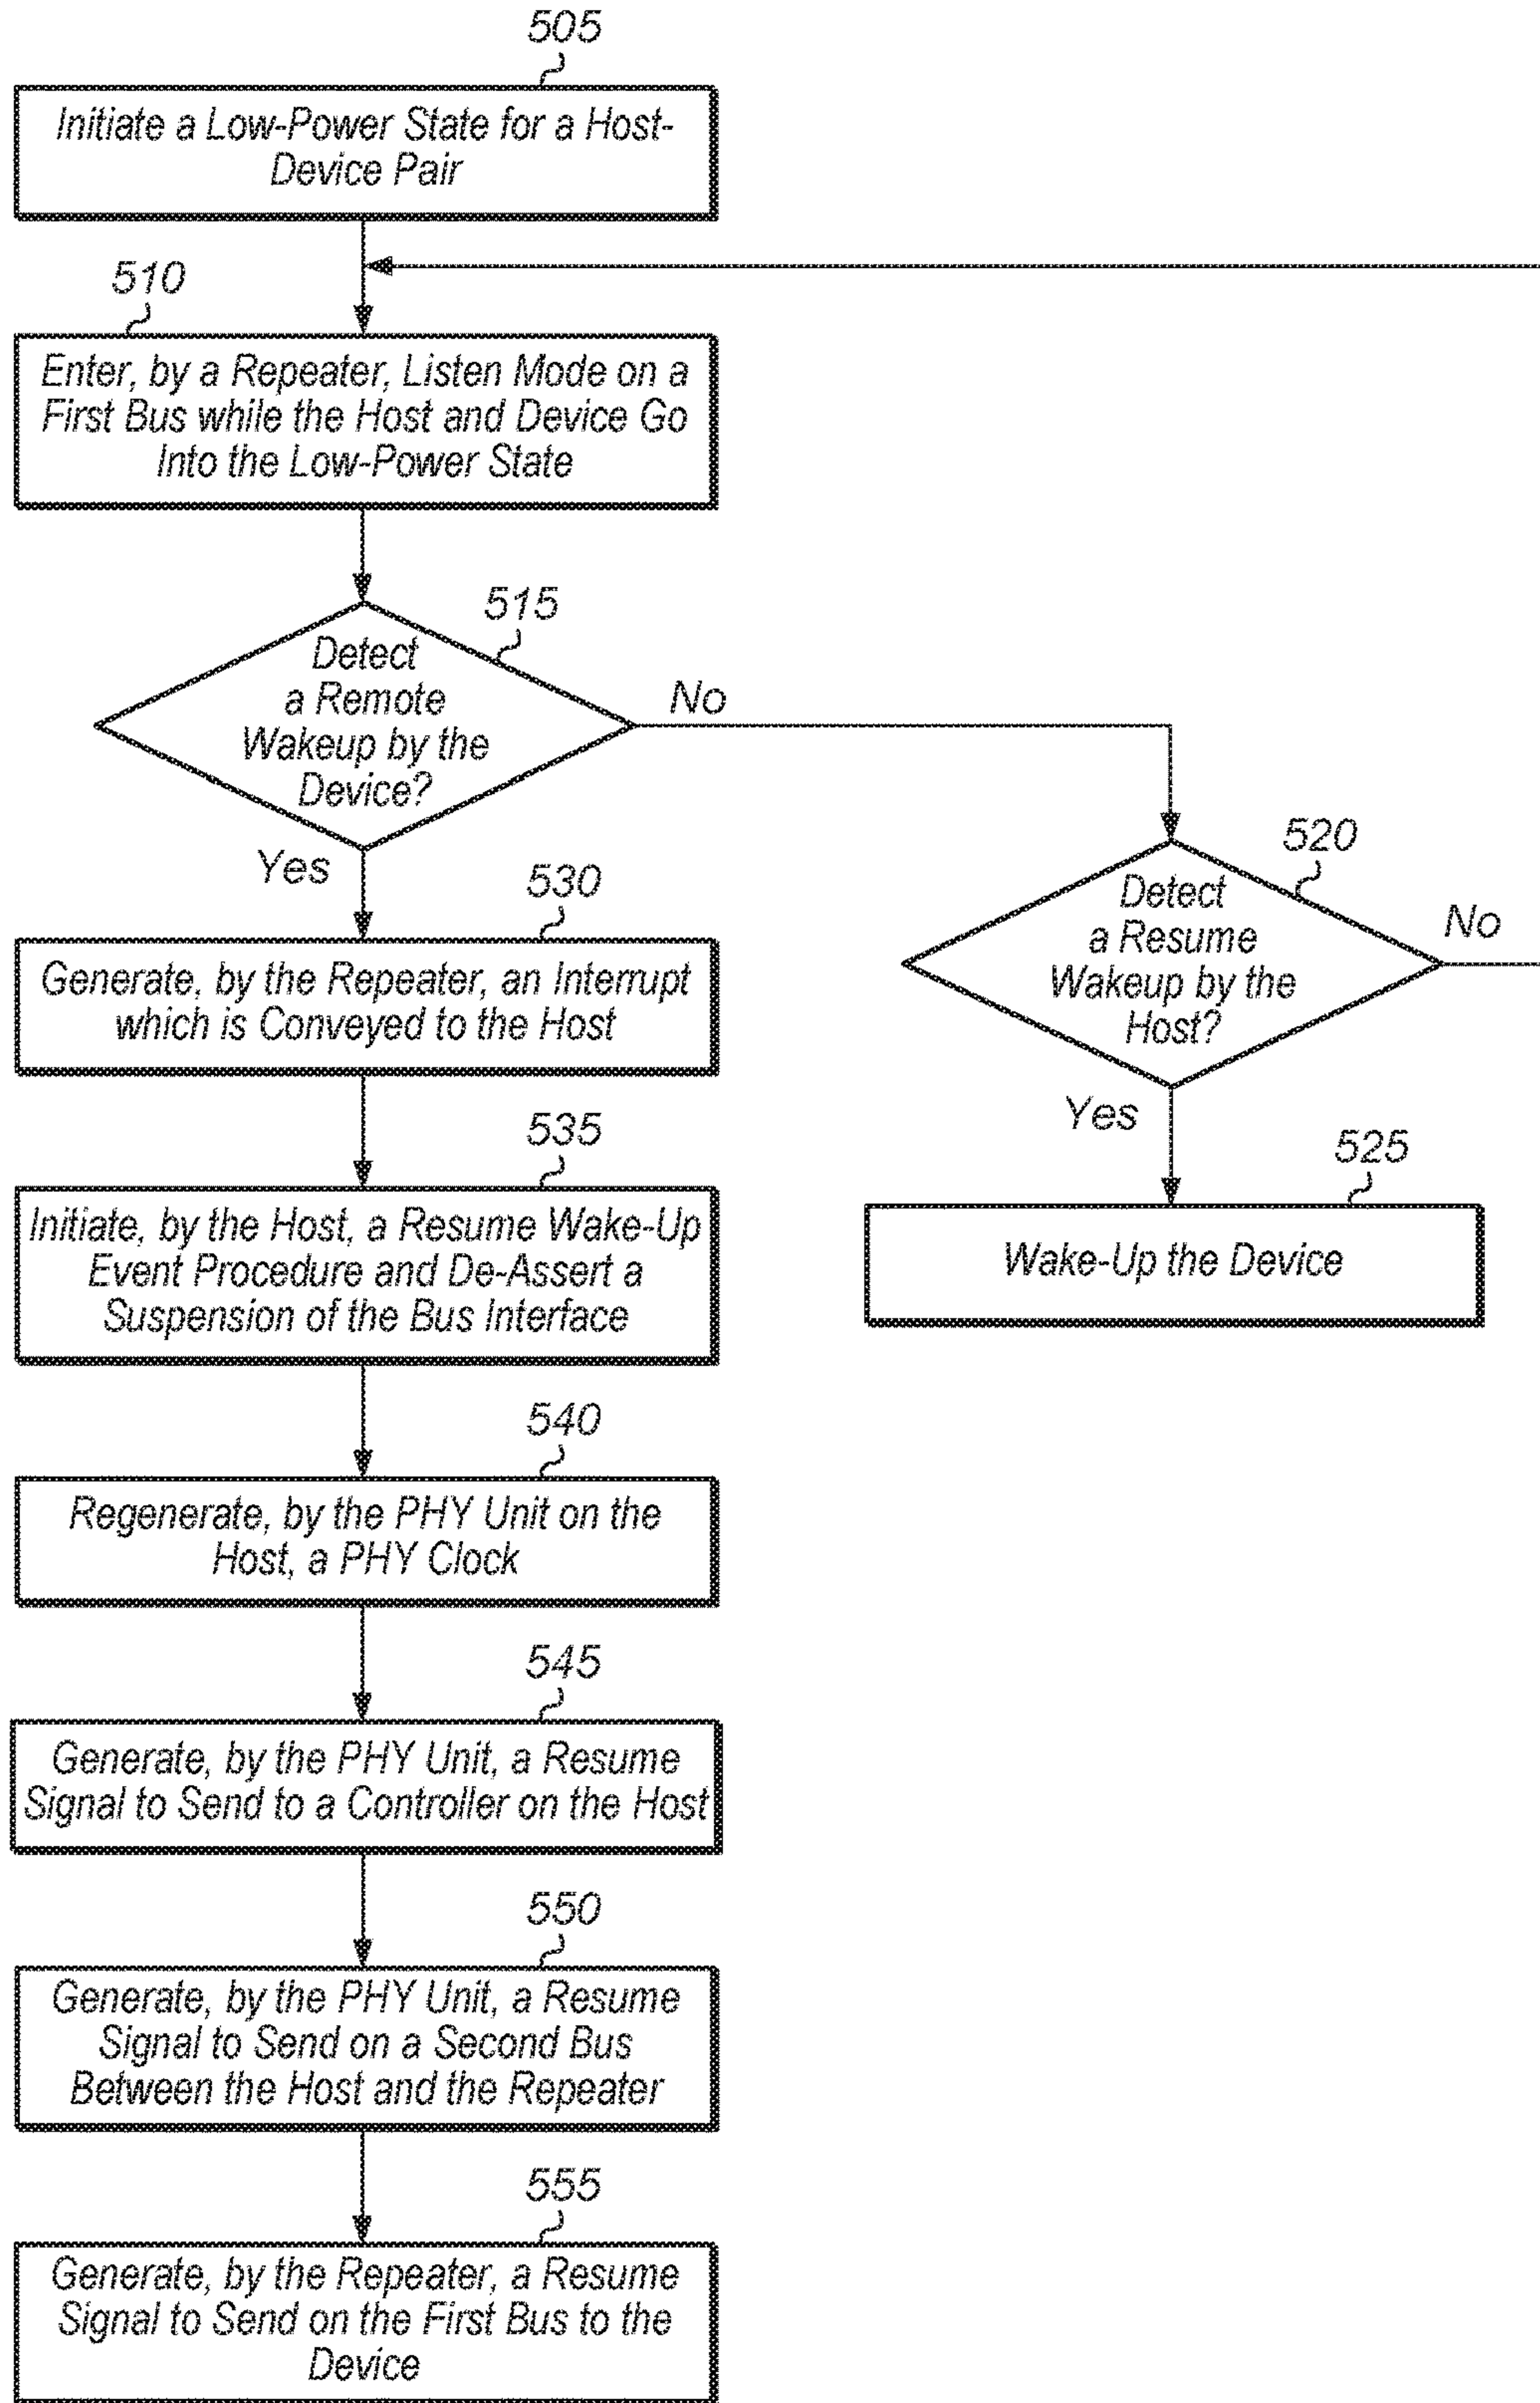 505
Initiate a Low-Power State for a Host-
Device Pair
510
Enter, by a Repeater, Listen Mode on a
First Bus while the Host and Device Go
Into the Low-Power State
515
Detect
a Remote
Wakeup by the
Device?
No
Yes
520
Detect
a Resume
Wakeup by the
Host?
No
Yes
525
Wake-Up the Device
530
Generate, by the Repeater, an Interrupt
which is Conveyed to the Host
535
Initiate, by the Host, a Resume Wake-Up
Event Procedure and De-Assert a
Suspension of the Bus Interface
540
Regenerate, by the PHY Unit on the
Host, a PHY Clock
545
Generate, by the PHY Unit, a Resume
Signal to Send to a Controller on the Host
550
Generate, by the PHY Unit, a Resume
Signal to Send on a Second Bus
Between the Host and the Repeater
555
Generate, by the Repeater, a Resume
Signal to Send on the First Bus to the
Device